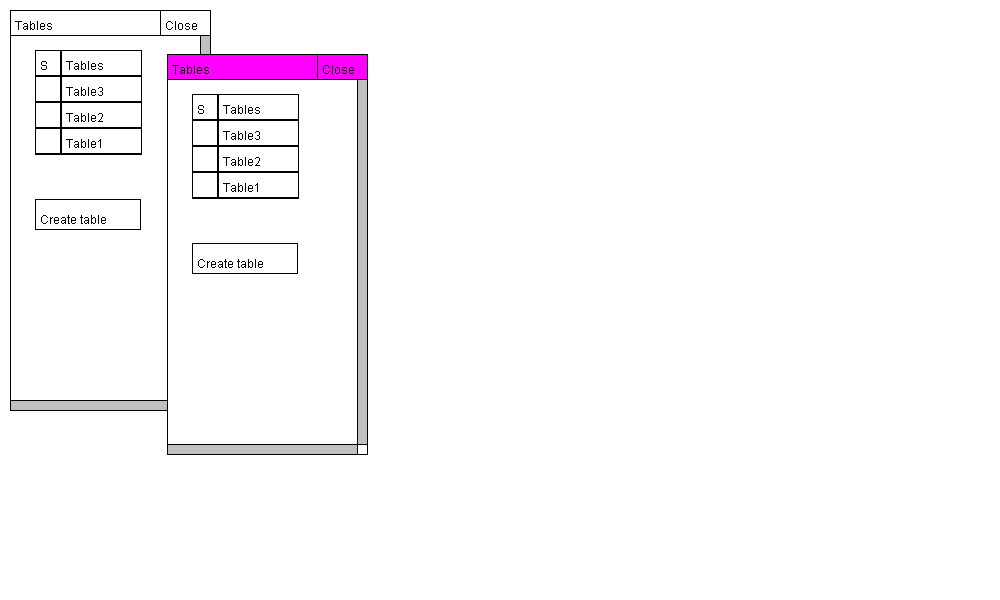 Tables Close
S Tables
Table3
Table2
Table1
Create table
Tables Close
S Tables
Table3
Table2
Table1
Create table